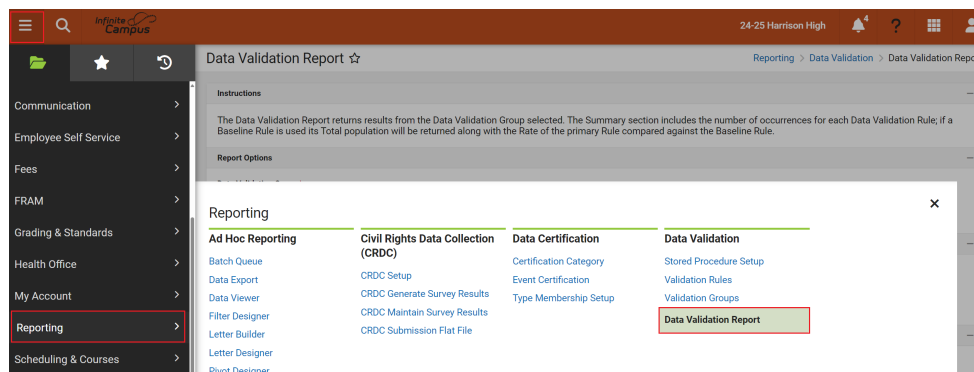 Infinite
Campus
24-25 Harrison High
4
?
Data Validation Report
Reporting > Data Validation > Data Validation
Instructions
The Data Validation Report returns results from the Data Validation Group selected. The Summary section includes the number of occurrences for each Data Validation Rule; if a
Baseline Rule is used its Total population will be returned along with the Rate of the primary Rule compared against the Baseline Rule.
Report Options
Communication
Employee Self Service
Fees
FRAM
Grading & Standards
Health Office
My Account
Reporting
Scheduling & Courses
Reporting
Ad Hoc Reporting
Batch Queue
Data Export
Data Viewer
Filter Designer
Letter Builder
Letter Designer
Pivot Designer
Civil Rights Data Collection
(CRDC)
CRDC Setup
CRDC Generate Survey Results
CRDC Maintain Survey Results
CRDC Submission Flat File
Data Certification
Certification Category
Event Certification
Type Membership Setup
Data Validation
Stored Procedure Setup
Validation Rules
Validation Groups
Data Validation Report